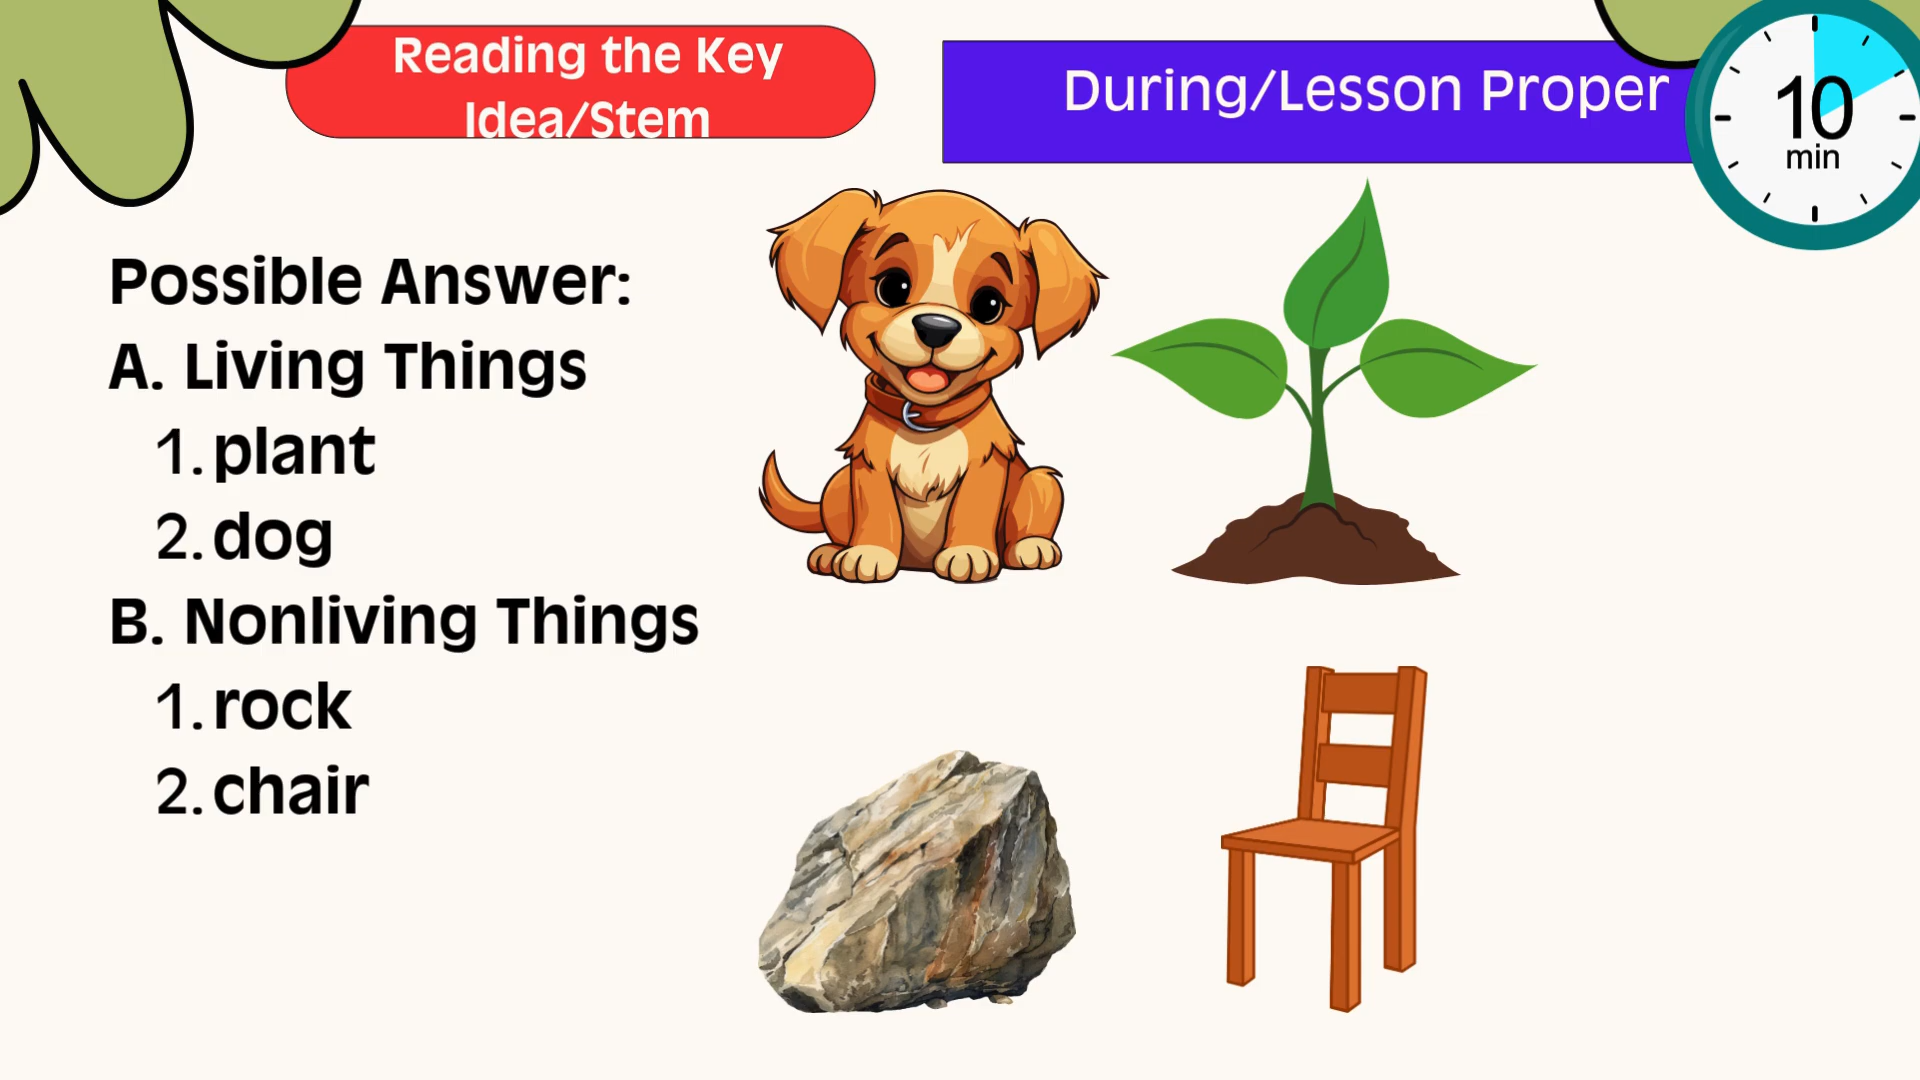 Reading the Key
Idea/Stem
During/Lesson Proper
10
min
Possible Answer:
A. Living Things
1. plant
2. dog
B. Nonliving Things
1. rock
2. chair